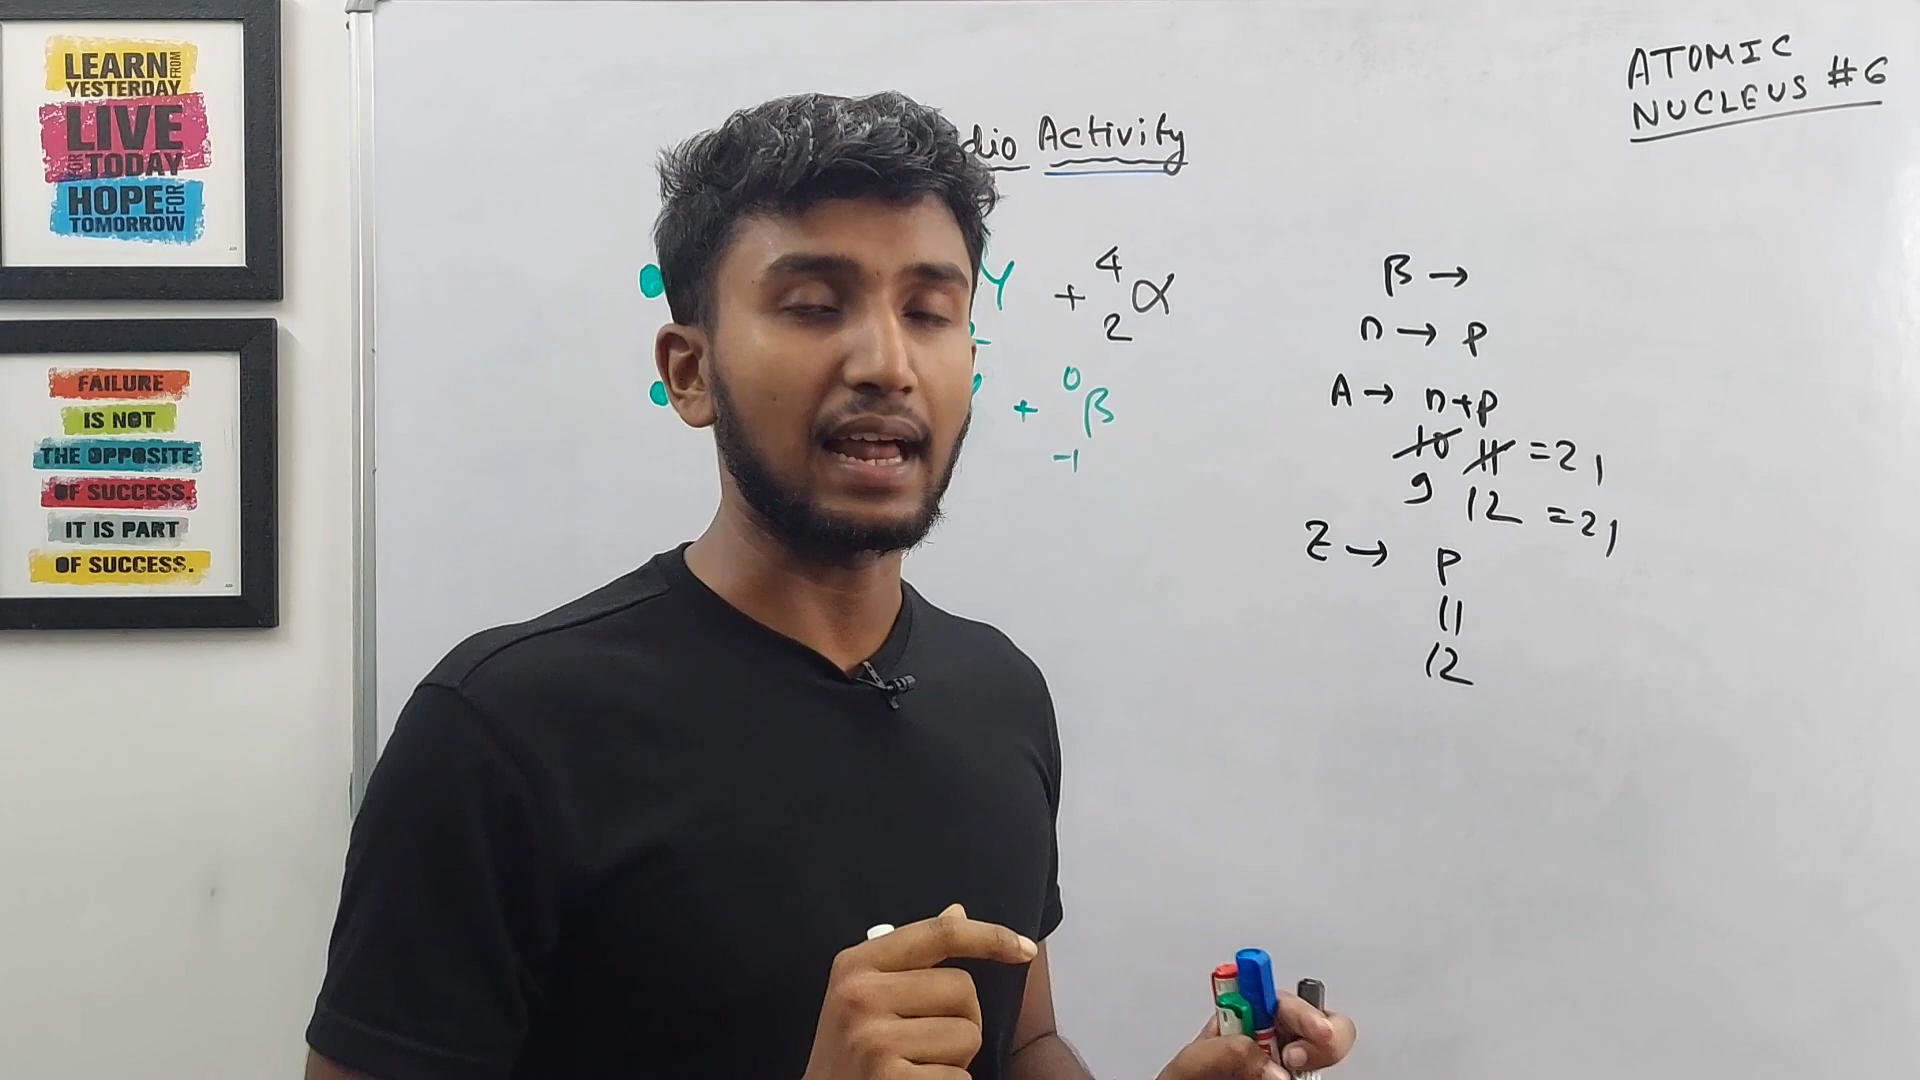 LEARN FROM
YESTERDAY
LIVE
FOR TODAY
HOPE FOR
TOMORROW
FAILURE
IS NOT
THE OPPOSITE
OF SUCCESS.
IT IS PART
OF SUCCESS.
ATOMIC
NUCLEUS #6
dio Activity
Y + 4 2 α
+ 0 -1 β
β →
n → p
A → n+p
10 11 = 21
9 12 = 21
Z → p
11
12